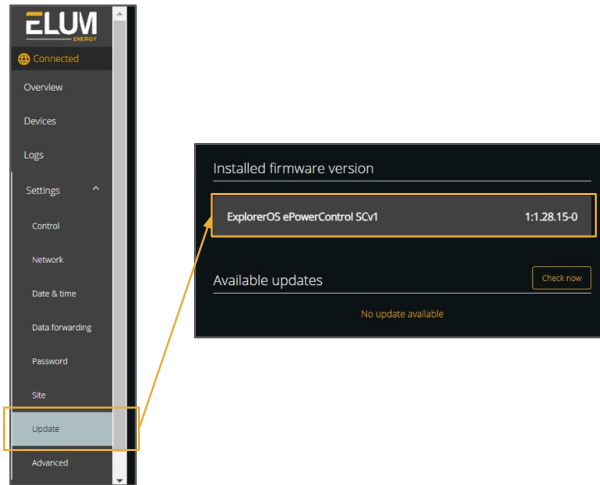 ELUM
ENERGY
Connected
Overview
Devices
Logs
Settings
Control
Network
Date & time
Data forwarding
Password
Site
Update
Advanced
Installed firmware version
ExplorerOS ePowerControl SCv1 1:1.28.15-0
Available updates Check now
No update available